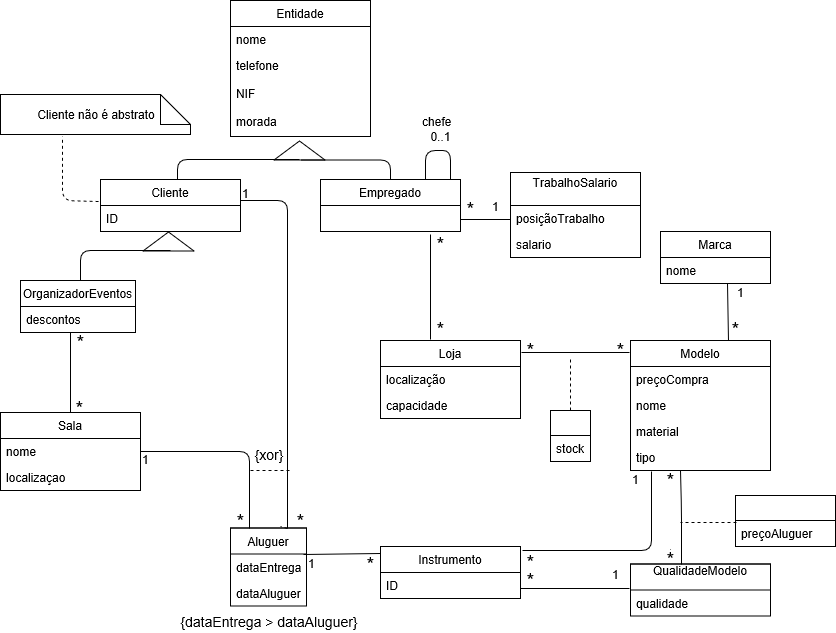 Entidade
nome
telefone
NIF
morada
Cliente não é abstrato
chefe
0..1
Cliente
1
ID
Empregado
*
1
*
TrabalhoSalario
posiçãoTrabalho
salario
Marca
nome
1
*
OrganizadorEventos
descontos
*
*
*
Loja
localização
capacidade
*
*
stock
Modelo
preçoCompra
nome
material
tipo
1
*
Sala
nome
localizaçao
1
{xor}
*
*
preçoAluguer
Aluguer
dataEntrega
dataAluguer
1
*
Instrumento
ID
*
*
1
*
QualidadeModelo
qualidade
{dataEntrega > dataAluguer}